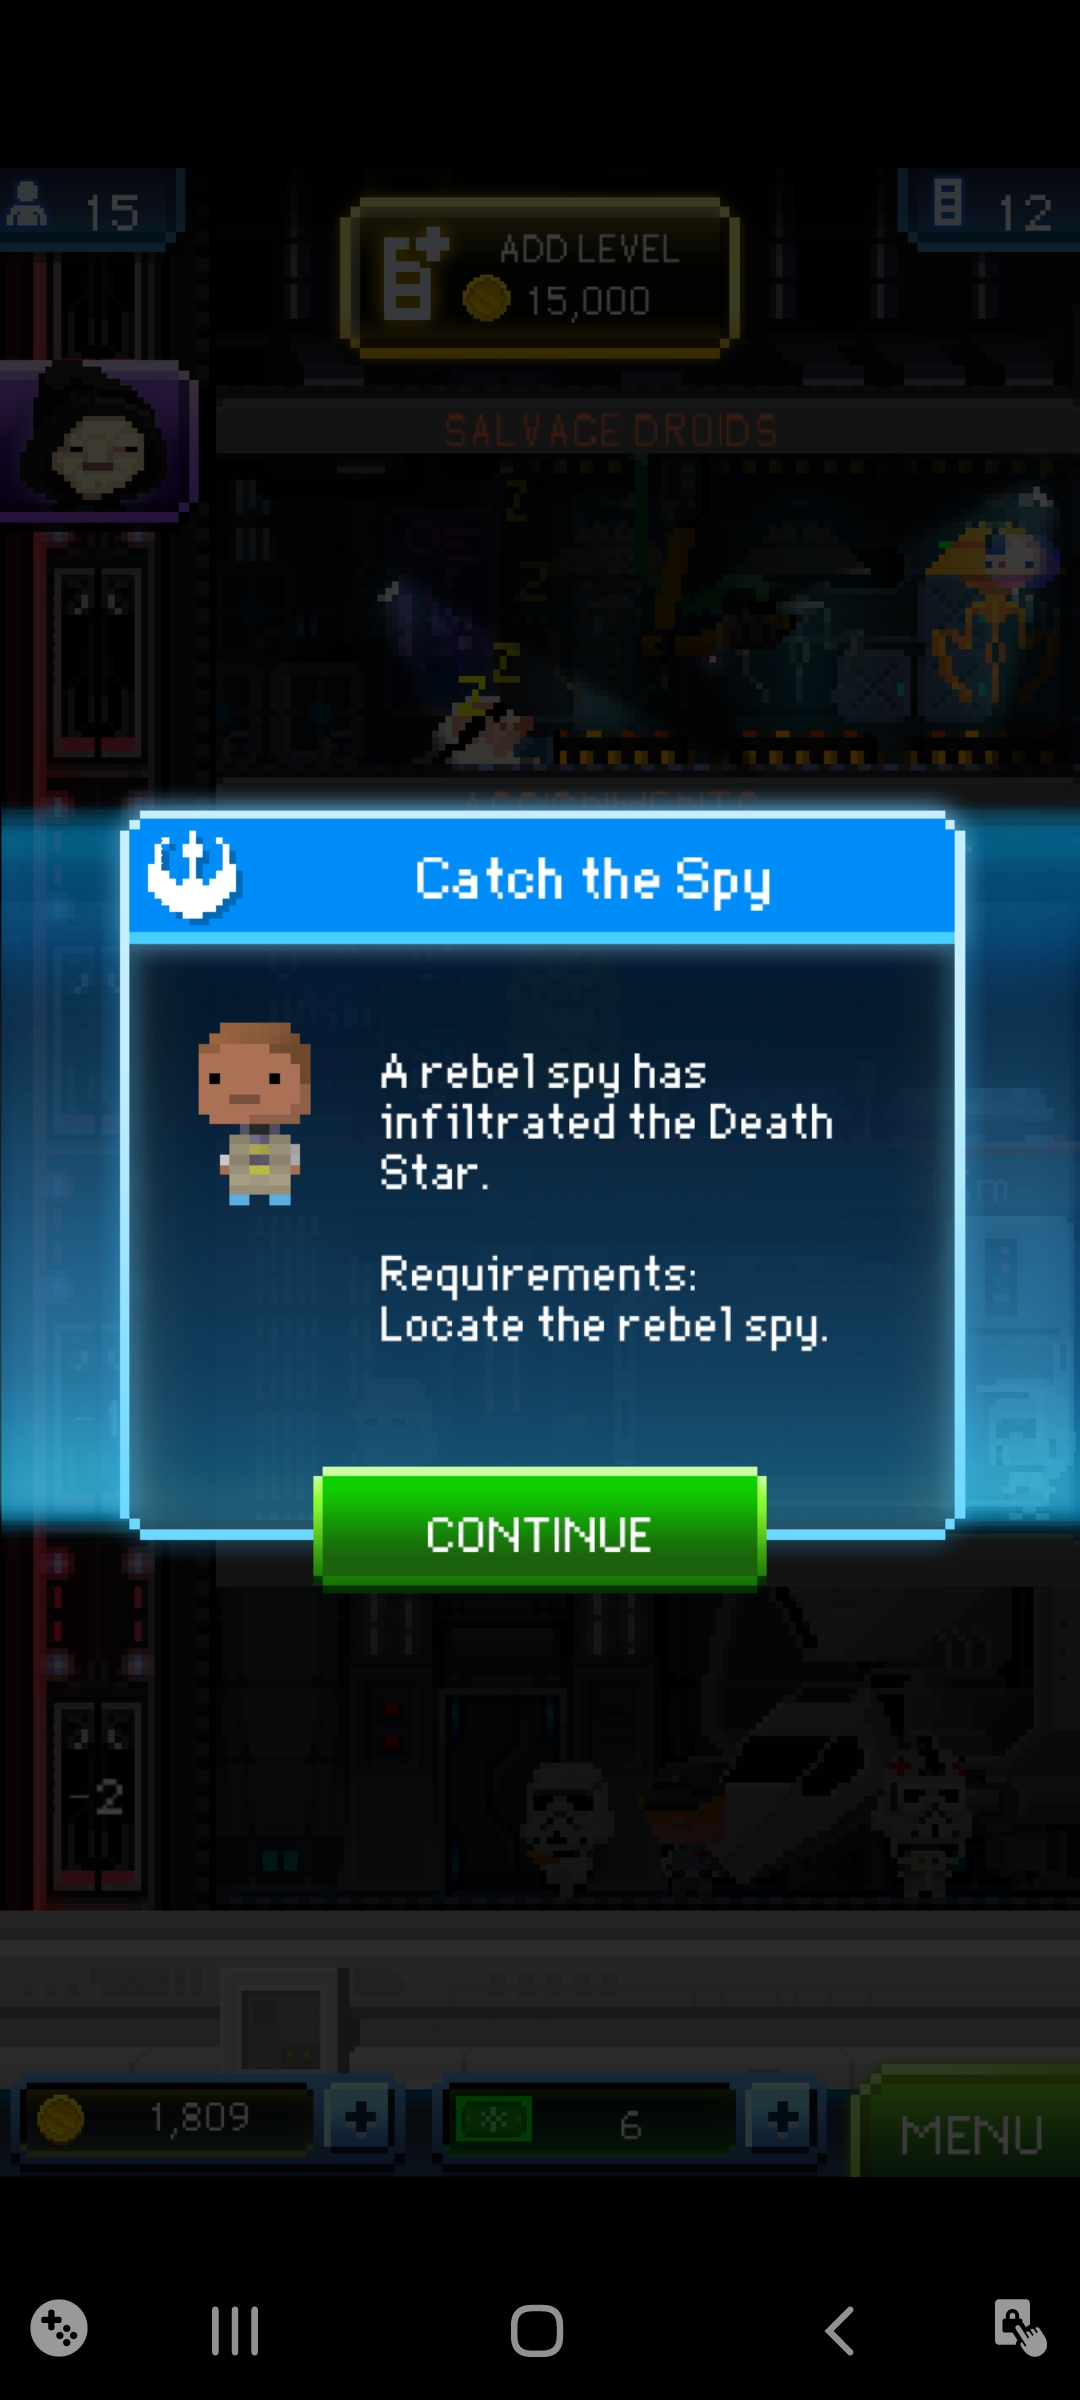 15
ADD LEVEL
15,000
12
SALVAGE DROIDS
Z
Z
Z
Z
ASSIGNMENTS
Catch the Spy
A rebel spy has
infiltrated the Death
Star.
Requirements:
Locate the rebel spy.
CONTINUE
-2
1,809
6
MENU